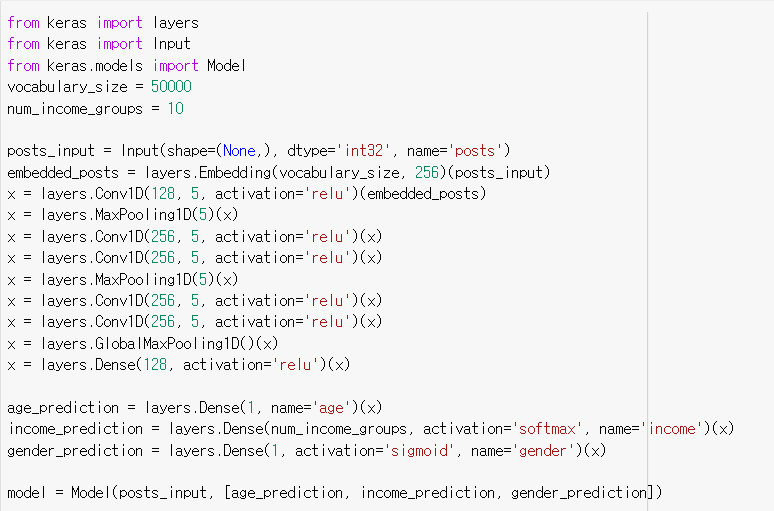 from keras import layers
from keras import Input
from keras.models import Model
vocabulary_size = 50000
num_income_groups = 10

posts_input = Input(shape=(None,), dtype='int32', name='posts')
embedded_posts = layers.Embedding(vocabulary_size, 256)(posts_input)
x = layers.Conv1D(128, 5, activation='relu')(embedded_posts)
x = layers.MaxPooling1D(5)(x)
x = layers.Conv1D(256, 5, activation='relu')(x)
x = layers.Conv1D(256, 5, activation='relu')(x)
x = layers.MaxPooling1D(5)(x)
x = layers.Conv1D(256, 5, activation='relu')(x)
x = layers.Conv1D(256, 5, activation='relu')(x)
x = layers.GlobalMaxPooling1D()(x)
x = layers.Dense(128, activation='relu')(x)

age_prediction = layers.Dense(1, name='age')(x)
income_prediction = layers.Dense(num_income_groups, activation='softmax', name='income')(x)
gender_prediction = layers.Dense(1, activation='sigmoid', name='gender')(x)

model = Model(posts_input, [age_prediction, income_prediction, gender_prediction])